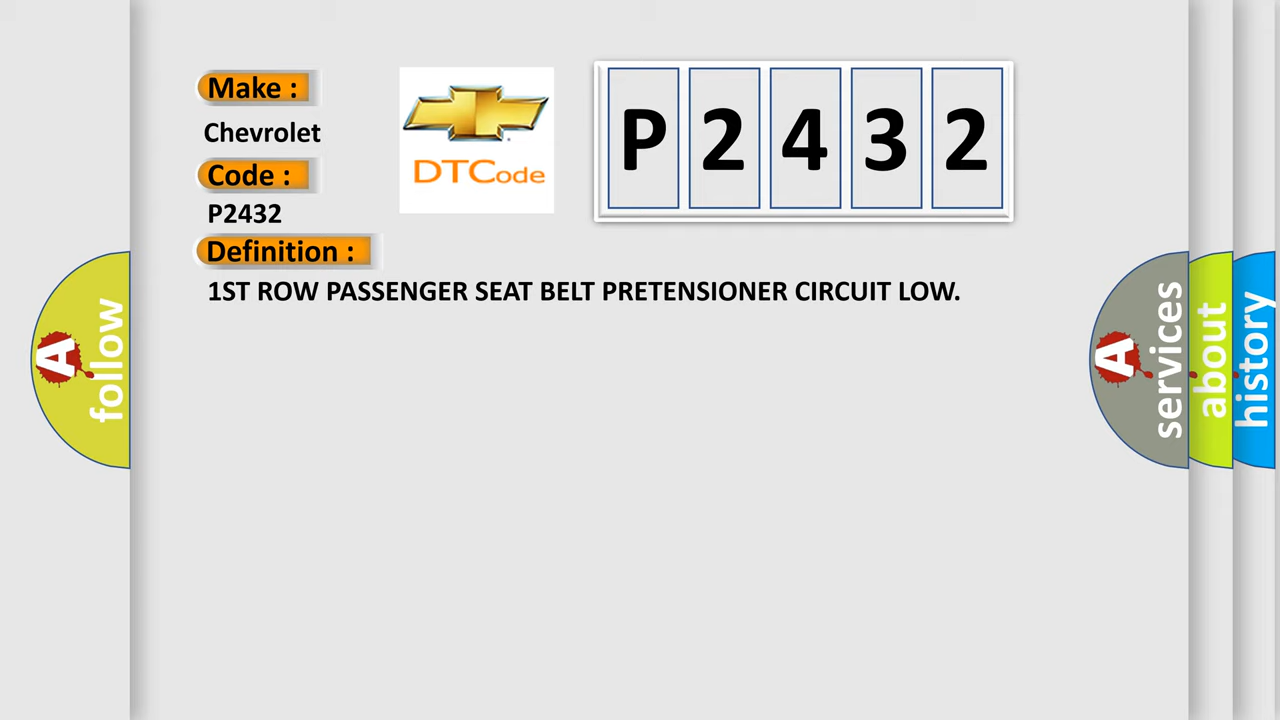 Make :
Chevrolet
Code :
P2432
Definition :
1ST ROW PASSENGER SEAT BELT PRETENSIONER CIRCUIT LOW.
DTCode
P 2 4 3 2
A follow
A services
about
history